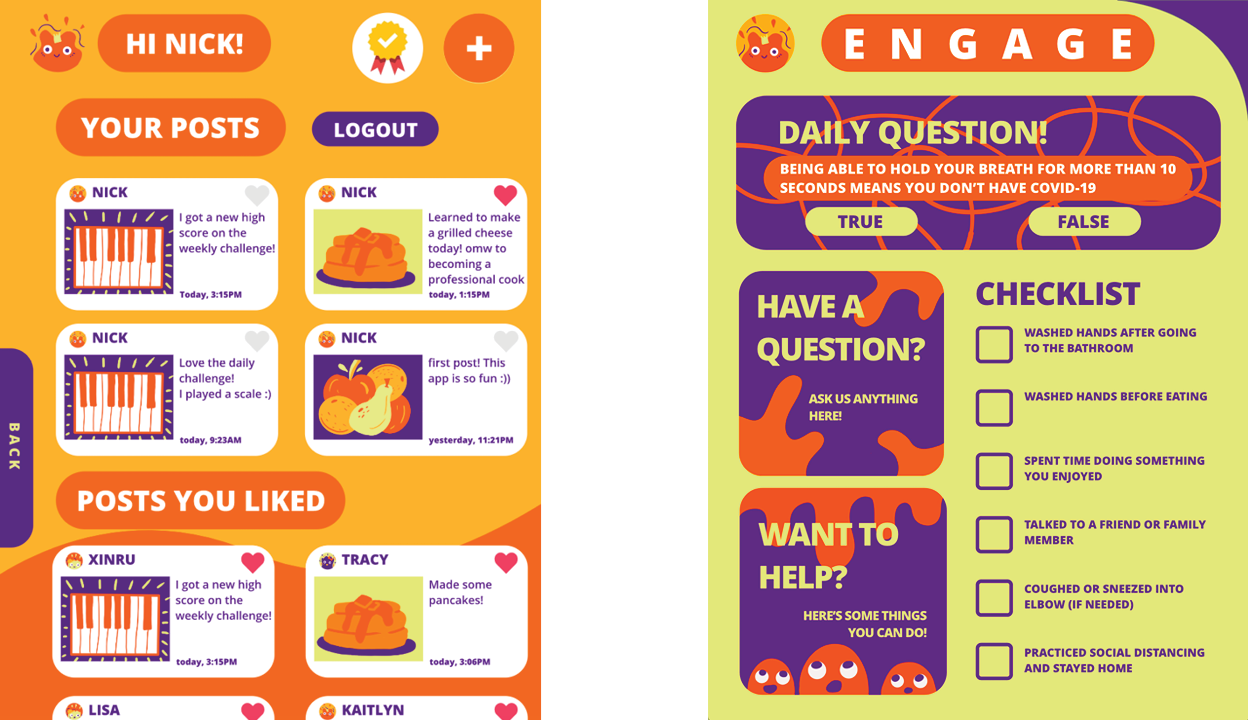 HI NICK!
YOUR POSTS
LOGOUT
NICK
I got a new high
score on the
weekly challenge!
Today, 3:15PM
NICK
Learned to make
a grilled cheese
today! omw to
becoming a
professional cook
today, 1:15PM
NICK
Love the daily
challenge!
I played a scale :)
today, 9:23AM
NICK
first post! This
app is so fun :))
yesterday, 11:21PM
BACK
POSTS YOU LIKED
XINRU
I got a new high
score on the
weekly challenge!
today, 3:15PM
TRACY
Made some
pancakes!
today, 3:06PM
LISA
KAITLYN
ENGAGE
DAILY QUESTION!
BEING ABLE TO HOLD YOUR BREATH FOR MORE THAN 10
SECONDS MEANS YOU DON'T HAVE COVID-19
TRUE
FALSE
HAVE A
QUESTION?
ASK US ANYTHING
HERE!
WANT TO
HELP?
HERE'S SOME THINGS
YOU CAN DO!
CHECKLIST
WASHED HANDS AFTER GOING
TO THE BATHROOM
WASHED HANDS BEFORE EATING
SPENT TIME DOING SOMETHING
YOU ENJOYED
TALKED TO A FRIEND OR FAMILY
MEMBER
COUGHED OR SNEEZED INTO
ELBOW (IF NEEDED)
PRACTICED SOCIAL DISTANCING
AND STAYED HOME